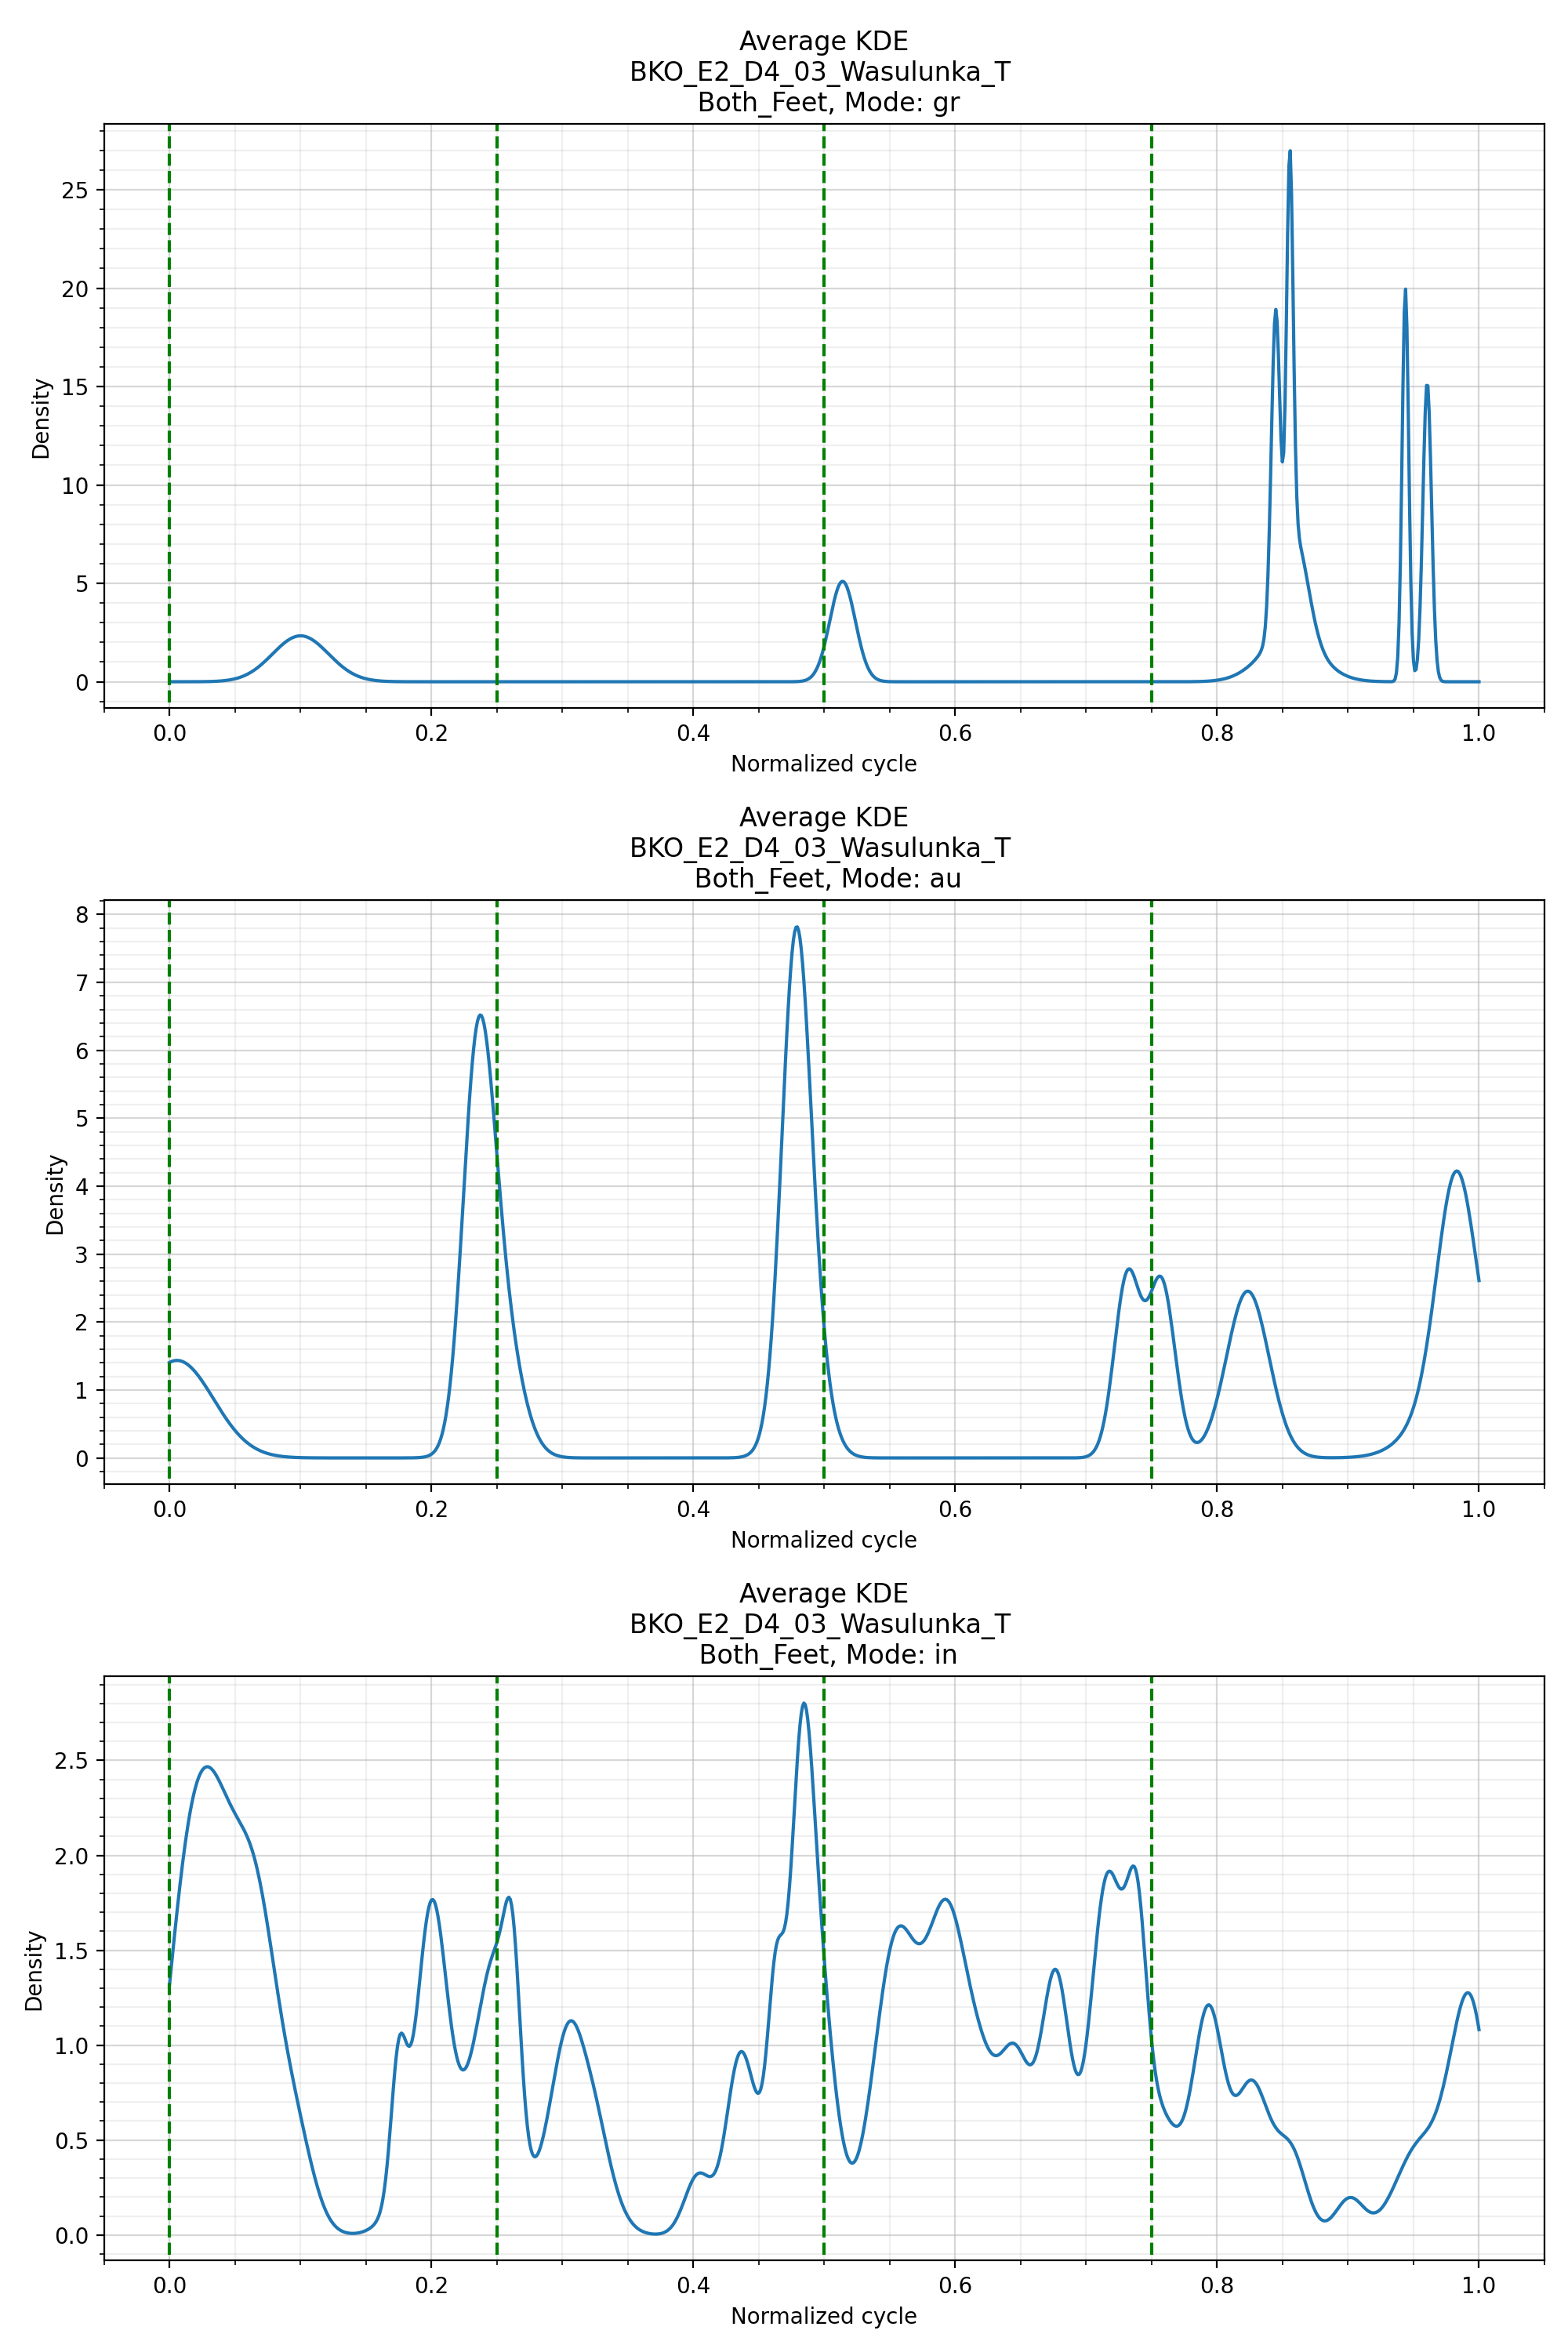 Average KDE
BKO_E2_D4_03_Wasulunka_T
Both_Feet, Mode: gr
25
20
15
10
5
0
Density
0.0 0.2 0.4 0.6 0.8 1.0
Normalized cycle
Average KDE
BKO_E2_D4_03_Wasulunka_T
Both_Feet, Mode: au
8
7
6
5
4
3
2
1
0
Density
0.0 0.2 0.4 0.6 0.8 1.0
Normalized cycle
Average KDE
BKO_E2_D4_03_Wasulunka_T
Both_Feet, Mode: in
2.5
2.0
1.5
1.0
0.5
0.0
Density
0.0 0.2 0.4 0.6 0.8 1.0
Normalized cycle